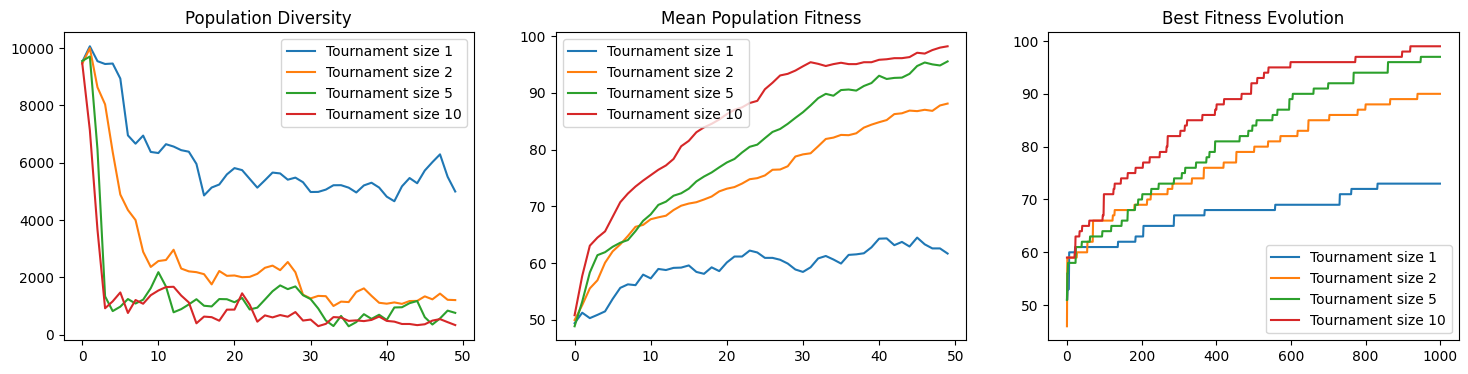 Population Diversity
Tournament size 1
Tournament size 2
Tournament size 5
Tournament size 10
10000
8000
6000
4000
2000
0
0 10 20 30 40 50
Mean Population Fitness
Tournament size 1
Tournament size 2
Tournament size 5
Tournament size 10
100
90
80
70
60
50
0 10 20 30 40 50
Best Fitness Evolution
100
90
80
70
60
50
Tournament size 1
Tournament size 2
Tournament size 5
Tournament size 10
0 200 400 600 800 1000